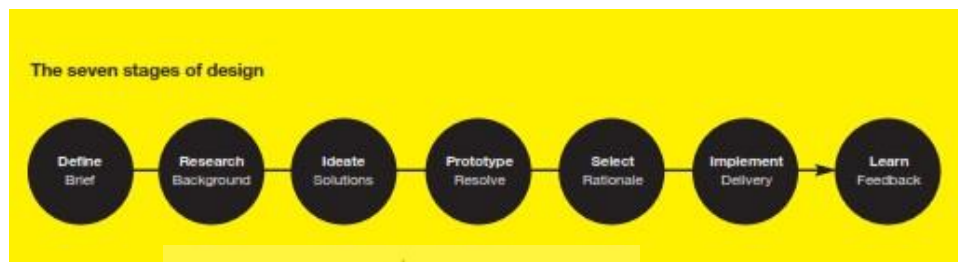 The seven stages of design
Define
Brief
Research
Background
Ideate
Solutions
Prototype
Resolve
Select
Rationale
Implement
Delivery
Learn
Feedback